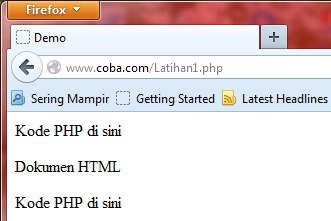 Firefox
Demo
www.coba.com/Latihan1.php
Sering Mampir
Getting Started
Latest Headlines
Kode PHP di sini
Dokumen HTML
Kode PHP di sini